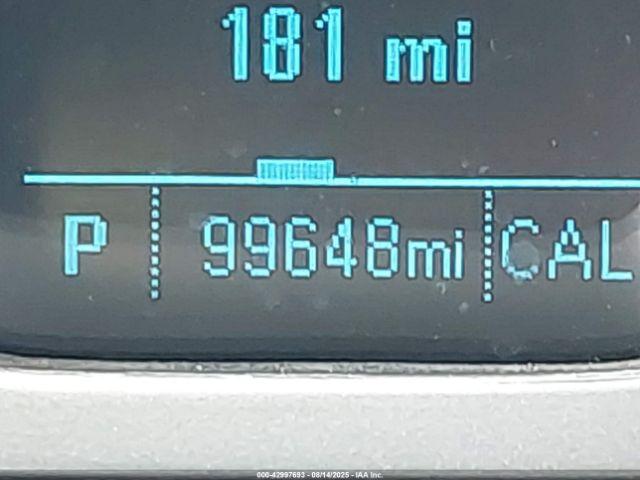 181 mi
P 99648mi CAL
000-42997693 - 08/14/2025 - IAA Inc.